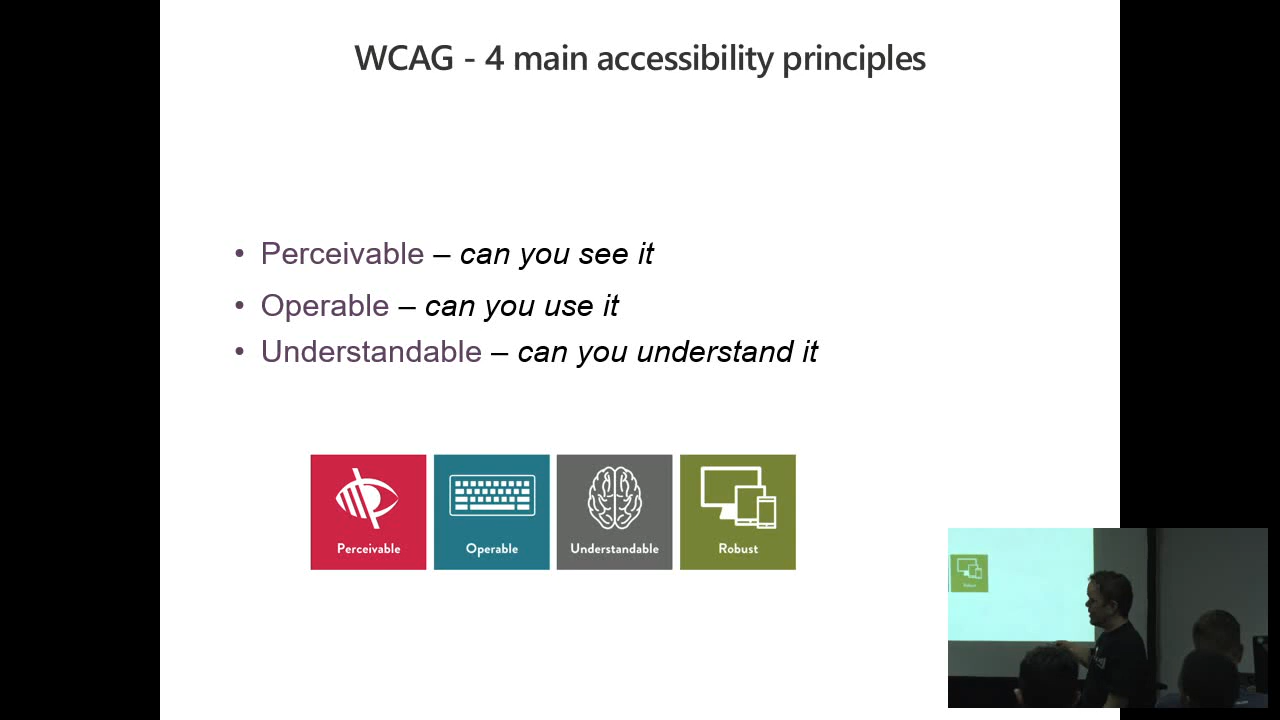 WCAG - 4 main accessibility principles
• Perceivable – can you see it
• Operable – can you use it
• Understandable – can you understand it
Perceivable
Operable
Understandable
Robust
Robust